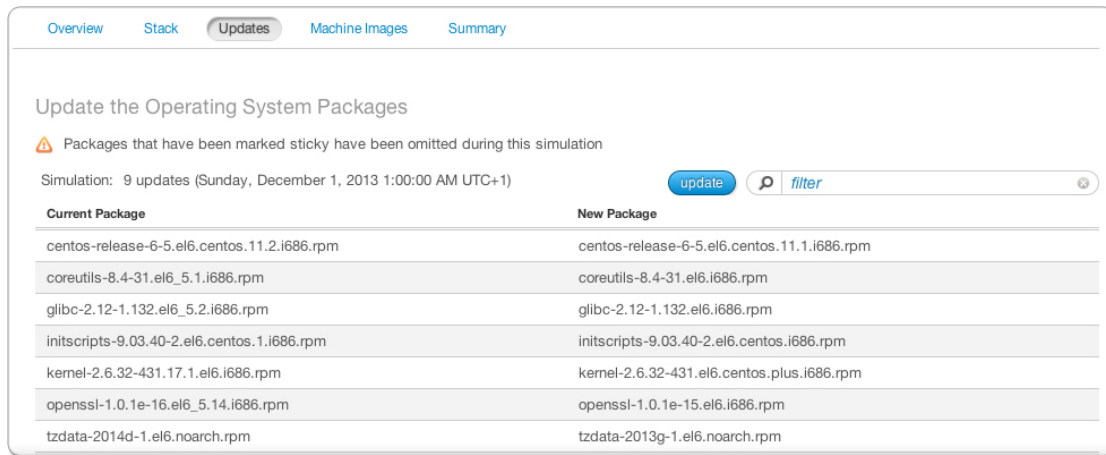 Overview Stack Updates Machine Images Summary
Update the Operating System Packages
Packages that have been marked sticky have been omitted during this simulation
Simulation: 9 updates (Sunday, December 1, 2013 1:00:00 AM UTC+1) update filter
Current Package New Package
centos-release-6-5.el6.centos.11.2.i686.rpm centos-release-6-5.el6.centos.11.1.i686.rpm
coreutils-8.4-31.el6_5.1.i686.rpm coreutils-8.4-31.el6.i686.rpm
glibc-2.12-1.132.el6_5.2.i686.rpm glibc-2.12-1.132.el6.i686.rpm
initscripts-9.03.40-2.el6.centos.1.i686.rpm initscripts-9.03.40-2.el6.centos.i686.rpm
kernel-2.6.32-431.17.1.el6.i686.rpm kernel-2.6.32-431.el6.centos.plus.i686.rpm
openssl-1.0.1e-16.el6_5.14.i686.rpm openssl-1.0.1e-15.el6.i686.rpm
tzdata-2014d-1.el6.noarch.rpm tzdata-2013g-1.el6.noarch.rpm